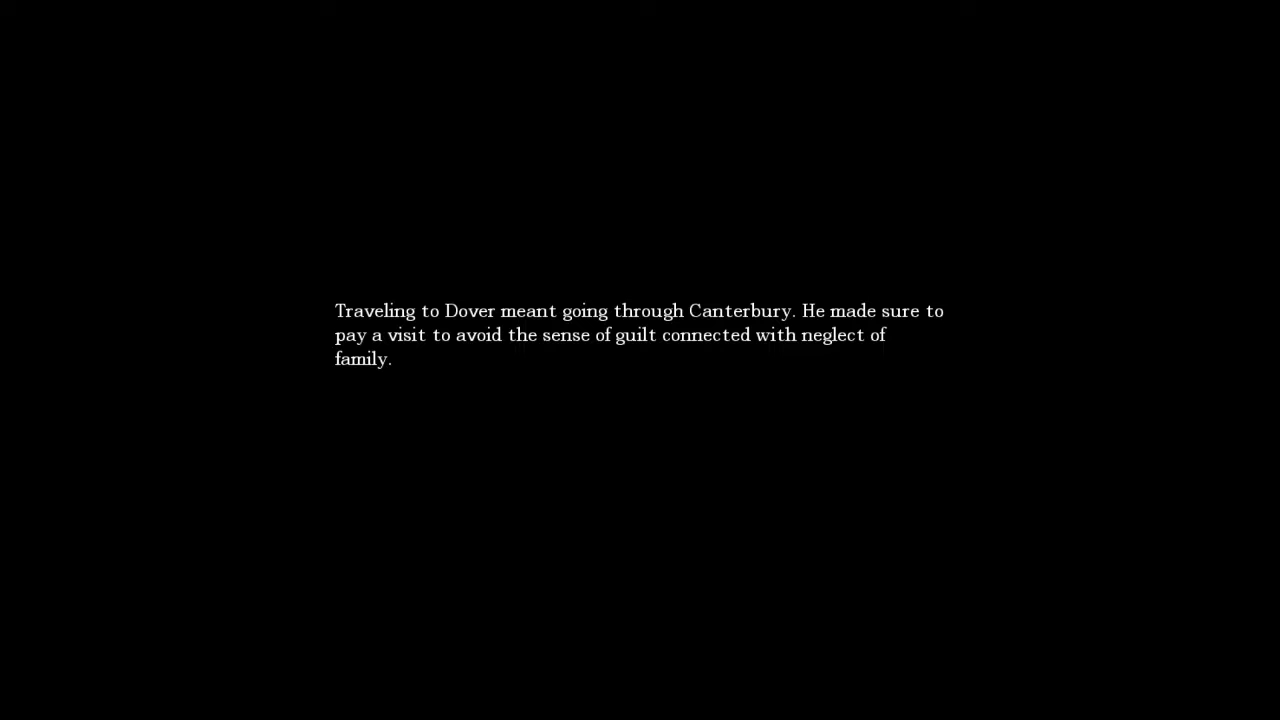 Traveling to Dover meant going through Canterbury. He made sure to
pay a visit to avoid the sense of guilt connected with neglect of
family.